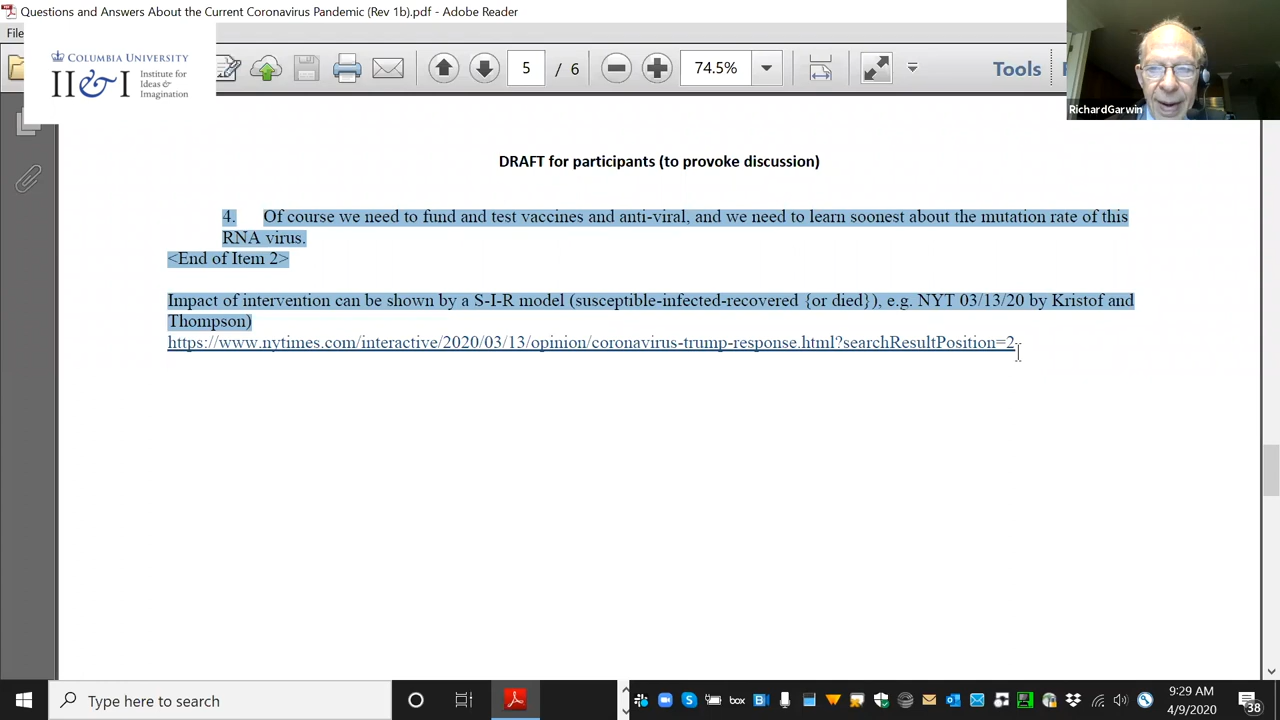 Questions and Answers About the Current Coronavirus Pandemic (Rev 1b).pdf - Adobe Reader
File
COLUMBIA UNIVERSITY
II&I
Institute for
Ideas &
Imagination
5 / 6
74.5%
Tools
RichardGarwin
DRAFT for participants (to provoke discussion)
4. Of course we need to fund and test vaccines and anti-viral, and we need to learn soonest about the mutation rate of this
RNA virus.
<End of Item 2>
Impact of intervention can be shown by a S-I-R model (susceptible-infected-recovered {or died}), e.g. NYT 03/13/20 by Kristof and
Thompson)
https://www.nytimes.com/interactive/2020/03/13/opinion/coronavirus-trump-response.html?searchResultPosition=2
Type here to search
box
9:29 AM
4/9/2020
38